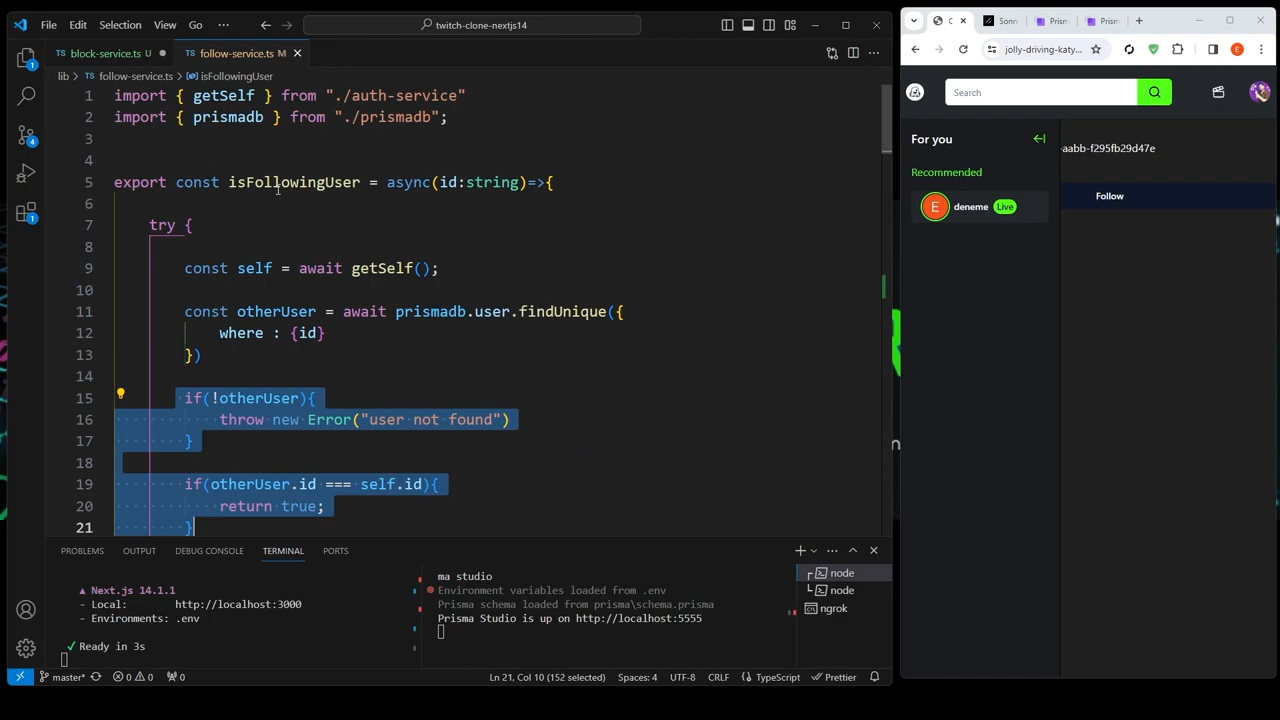 File Edit Selection View Go ···
twitch-clone-nextjs14
block-service.ts U
follow-service.ts M
lib > follow-service.ts > isFollowingUser
1 import { getSelf } from "./auth-service"
2 import { prismadb } from "./prismadb";
3
4
5 export const isFollowingUser = async(id:string)=>{
6
7 try {
8
9 const self = await getSelf();
10
11 const otherUser = await prismadb.user.findUnique({
12 where : {id}
13 })
14
15 if(!otherUser){
16 throw new Error("user not found")
17 }
18
19 if(otherUser.id === self.id){
20 return true;
21 }
PROBLEMS OUTPUT DEBUG CONSOLE TERMINAL PORTS
▲ Next.js 14.1.1
- Local: http://localhost:3000
- Environments: .env
✓ Ready in 3s
ma studio
Environment variables loaded from .env
Prisma schema loaded from prisma\schema.prisma
Prisma Studio is up on http://localhost:5555
node
node
ngrok
master* 0 0 0
Ln 21, Col 10 (152 selected) Spaces: 4 UTF-8 CRLF TypeScript Prettier
C
Sonn
Prism
Prism
jolly-driving-katy
E
Search
For you
Recommended
E deneme Live
-aabb-f295fb29d47e
Follow